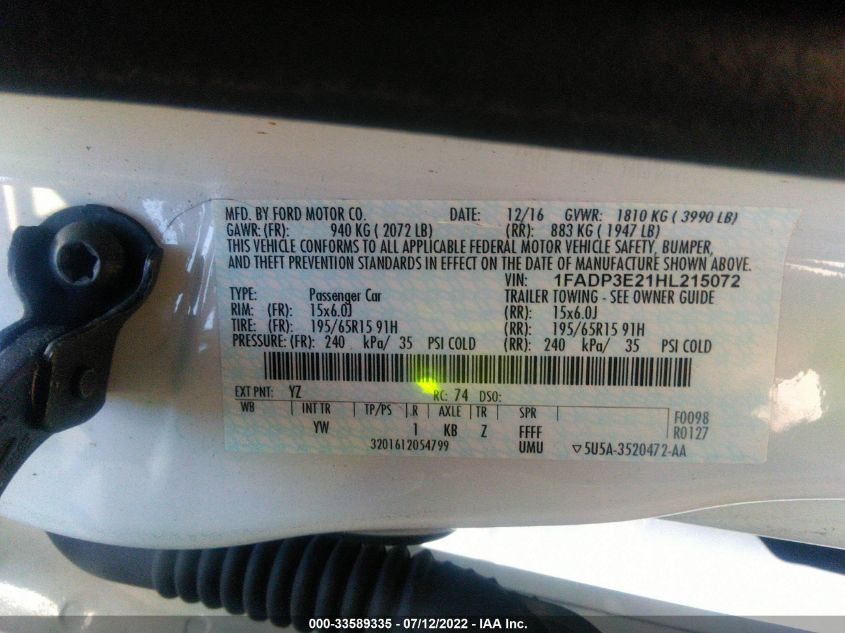 MFD. BY FORD MOTOR CO. DATE: 12/16 GVWR: 1810 KG ( 3990 LB)
GAWR: (FR): 940 KG ( 2072 LB) (RR): 883 KG ( 1947 LB)
THIS VEHICLE CONFORMS TO ALL APPLICABLE FEDERAL MOTOR VEHICLE SAFETY, BUMPER,
AND THEFT PREVENTION STANDARDS IN EFFECT ON THE DATE OF MANUFACTURE SHOWN ABOVE.
VIN: 1FADP3E21HL215072
TYPE: Passenger Car TRAILER TOWING - SEE OWNER GUIDE
RIM: (FR): 15x6.0J (RR): 15x6.0J
TIRE: (FR): 195/65R15 91H (RR): 195/65R15 91H
PRESSURE: (FR): 240 kPa/ 35 PSI COLD (RR): 240 kPa/ 35 PSI COLD
EXT PNT: YZ RC: 74 DSO:
WB INT TR TP/PS R AXLE TR SPR F0098
YW 1 KB Z FFFF R0127
3201612054799 UMU ▽5U5A-3520472-AA
000-33589335 - 07/12/2022 - IAA Inc.